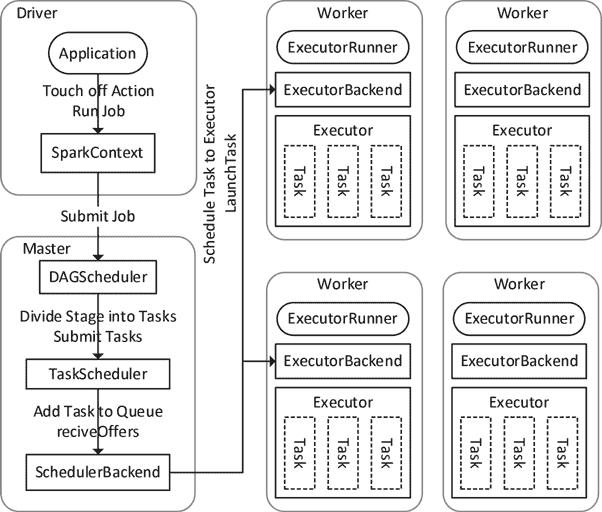 Driver
Application
Touch off Action
Run Job
SparkContext
Submit Job
Master
DAGScheduler
Divide Stage into Tasks
Submit Tasks
TaskScheduler
Add Task to Queue
reciveOffers
SchedulerBackend
Schedule Task to Executor
LaunchTask
Worker
ExecutorRunner
ExecutorBackend
Executor
Task
Task
Task
Worker
ExecutorRunner
ExecutorBackend
Executor
Task
Task
Task
Worker
ExecutorRunner
ExecutorBackend
Executor
Task
Task
Task
Worker
ExecutorRunner
ExecutorBackend
Executor
Task
Task
Task